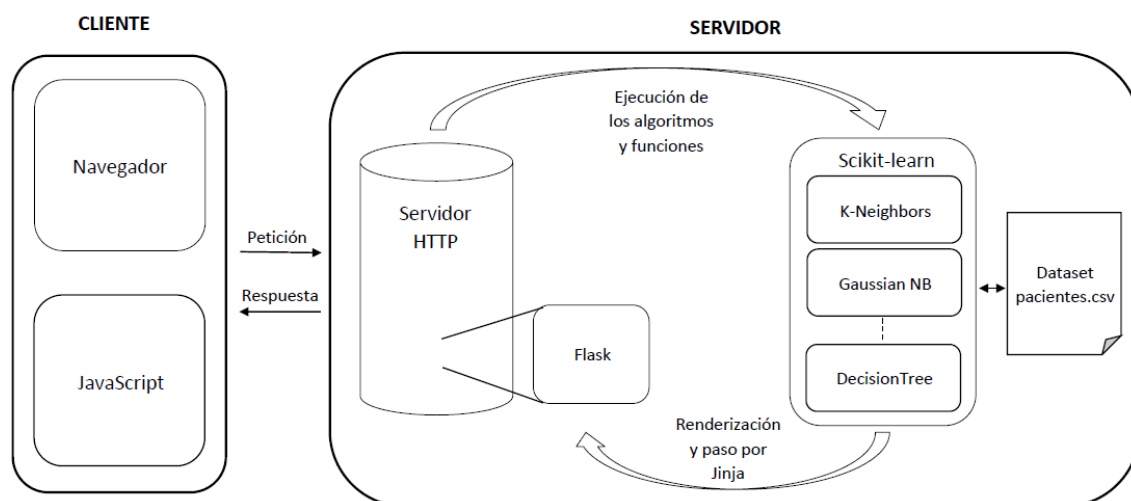 CLIENTE
Navegador
JavaScript
Petición
Respuesta
SERVIDOR
Servidor
HTTP
Flask
Ejecución de
los algoritmos
y funciones
Scikit-learn
K-Neighbors
Gaussian NB
DecisionTree
Dataset
pacientes.csv
Renderización
y paso por
Jinja